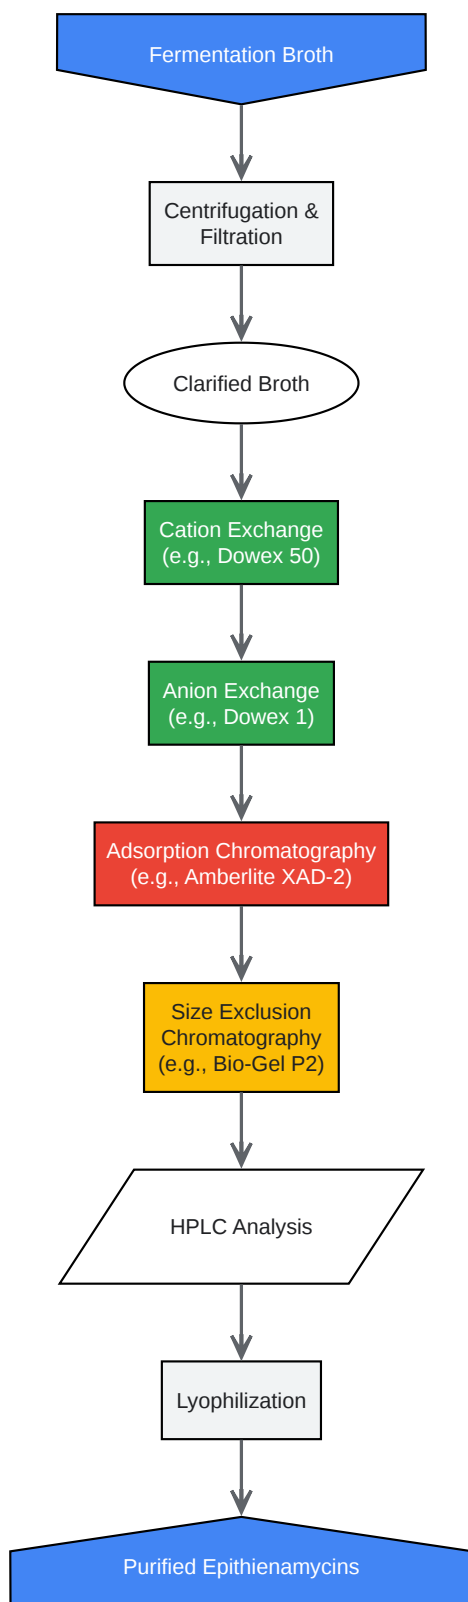 Fermentation Broth
Centrifugation &
Filtration
Clarified Broth
Cation Exchange
(e.g., Dowex 50)
Anion Exchange
(e.g., Dowex 1)
Adsorption Chromatography
(e.g., Amberlite XAD-2)
Size Exclusion
Chromatography
(e.g., Bio-Gel P2)
HPLC Analysis
Lyophilization
Purified Epithienamycins